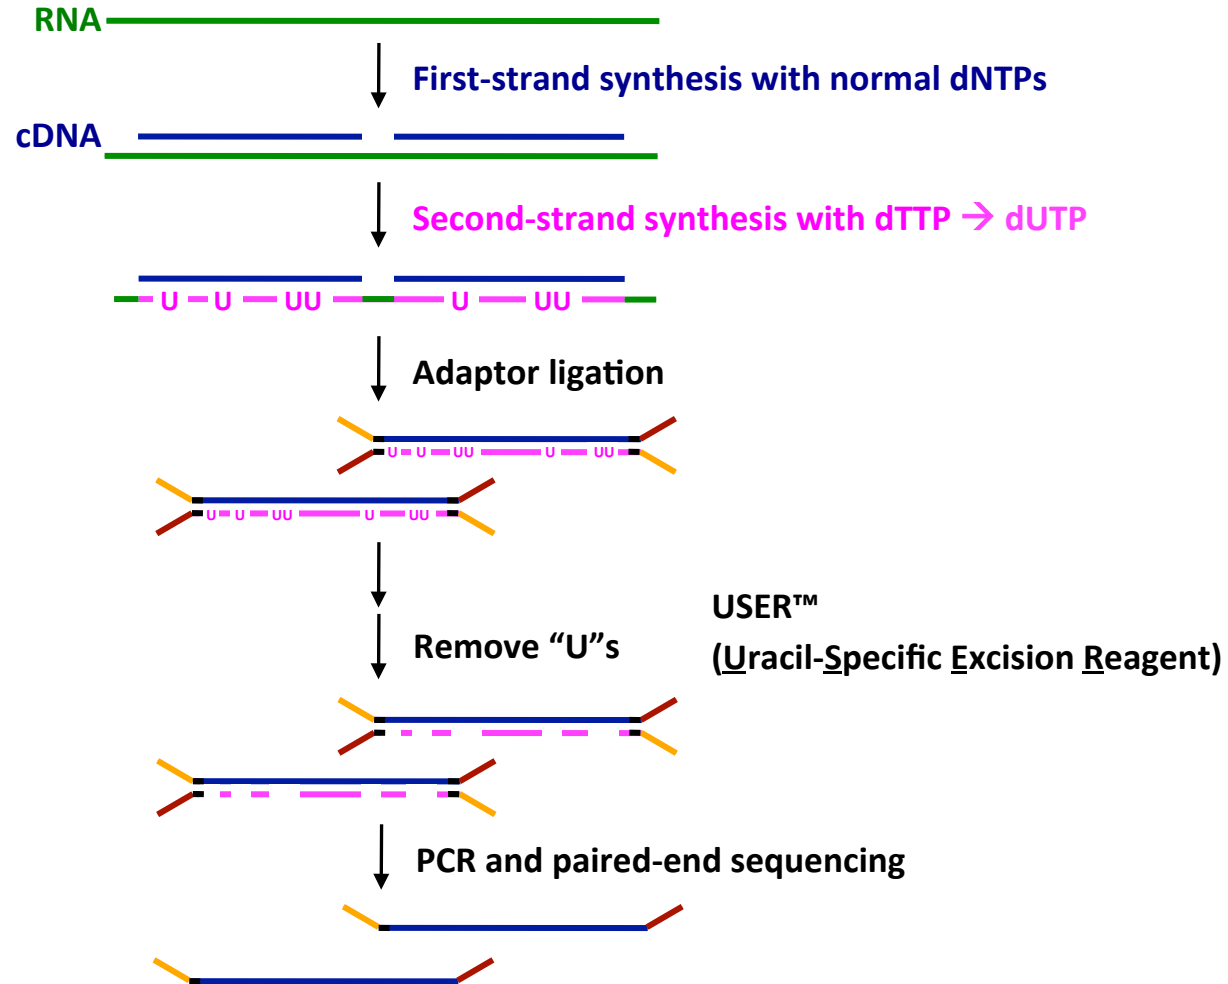 RNA
First-strand synthesis with normal dNTPs
cDNA
Second-strand synthesis with dTTP → dUTP
U U UU U UU
Adaptor ligation
U U UU U UU
U U UU U UU
USER™
Remove “U”s
(Uracil-Specific Excision Reagent)
PCR and paired-end sequencing